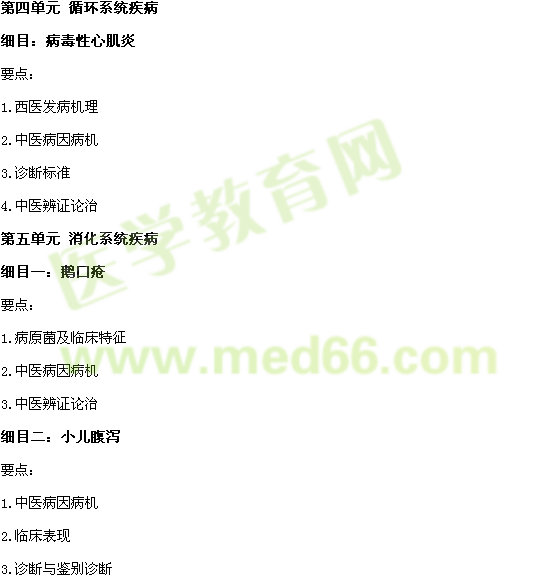 第四单元 循环系统疾病
细目：病毒性心肌炎
要点：
1.西医发病机理
2.中医病因病机
3.诊断标准
4.中医辨证论治
第五单元 消化系统疾病
细目一：鹅口疮
要点：
1.病原菌及临床特征
2.中医病因病机
3.中医辨证论治
细目二：小儿腹泻
要点：
1.中医病因病机
2.临床表现
3.诊断与鉴别诊断
医学教育网
www.med66.com